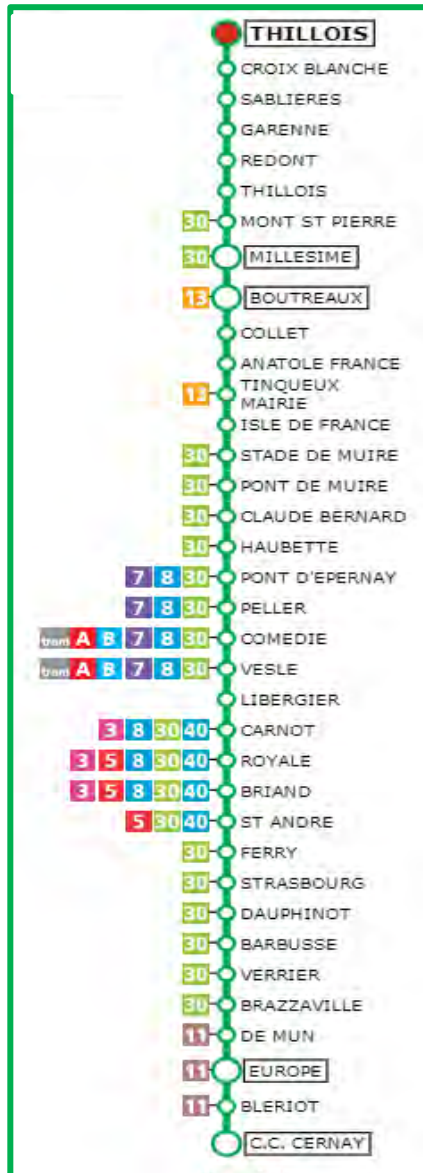 THILLOIS
CROIX BLANCHE
SABLIERES
GARENNE
REDONT
THILLOIS
30 MONT ST PIERRE
30 MILLESIME
13 BOUTREAUX
COLLET
ANATOLE FRANCE
13 TINQUEUX
MAIRIE
ISLE DE FRANCE
30 STADE DE MUIRE
30 PONT DE MUIRE
30 CLAUDE BERNARD
30 HAUBETTE
7 8 30 PONT D'EPERNAY
7 8 30 PELLER
tram A B 7 8 30 COMEDIE
tram A B 7 8 30 VESLE
LIBERGIER
3 8 30 40 CARNOT
3 5 8 30 40 ROYALE
3 5 8 30 40 BRIAND
5 30 40 ST ANDRE
30 FERRY
30 STRASBOURG
30 DAUPHINOT
30 BARBUSSE
30 VERRIER
30 BRAZZAVILLE
11 DE MUN
11 EUROPE
11 BLERIOT
C.C. CERNAY